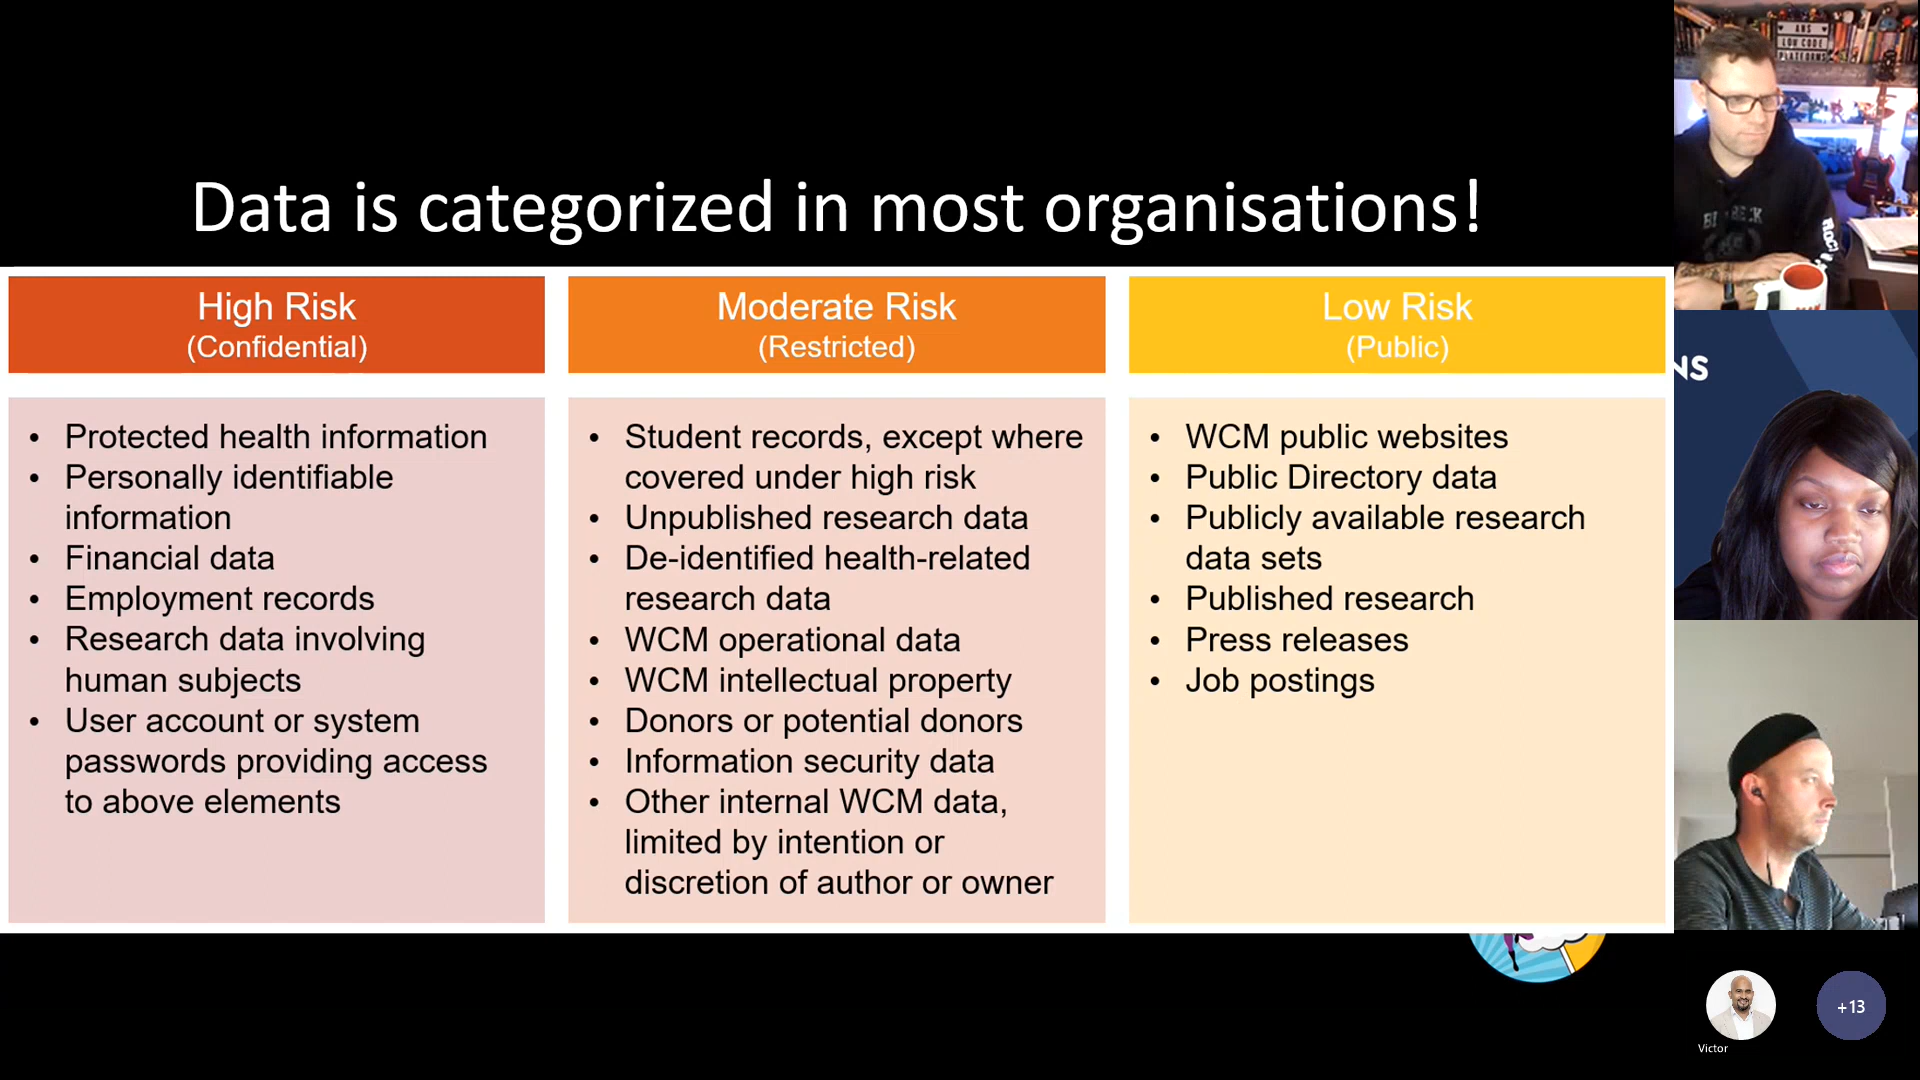 Data is categorized in most organisations!
High Risk
(Confidential)
• Protected health information
• Personally identifiable
information
• Financial data
• Employment records
• Research data involving
human subjects
• User account or system
passwords providing access
to above elements
Moderate Risk
(Restricted)
• Student records, except where
covered under high risk
• Unpublished research data
• De-identified health-related
research data
• WCM operational data
• WCM intellectual property
• Donors or potential donors
• Information security data
• Other internal WCM data,
limited by intention or
discretion of author or owner
Low Risk
(Public)
• WCM public websites
• Public Directory data
• Publicly available research
data sets
• Published research
• Press releases
• Job postings
ANS
LOW CODE
PLATFORMS
NS
Victor
+13